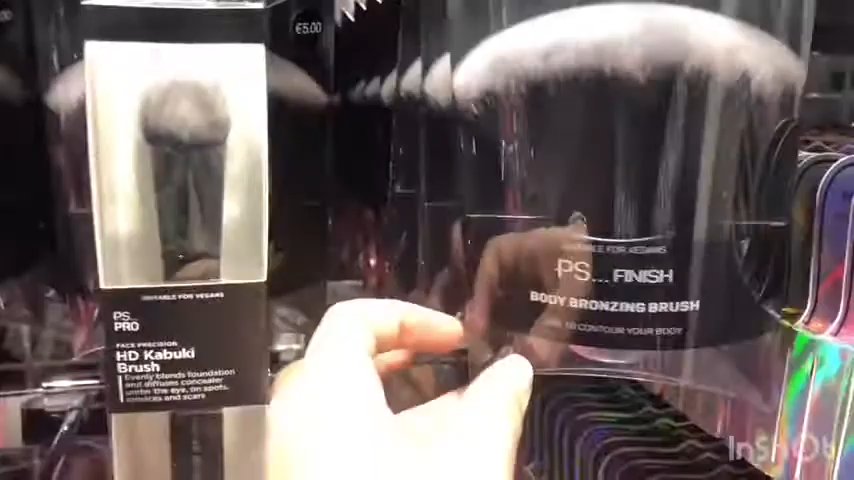 €5.00
SUITABLE FOR VEGANS
PS...
PRO
FACE PRECISION
HD Kabuki
Brush
Evenly blends foundation
and diffuses concealer
under the eye, on spots,
and scars
SUITABLE FOR VEGANS
PS... FINISH
BODY BRONZING BRUSH
TO CONTOUR YOUR BODY
InShOt